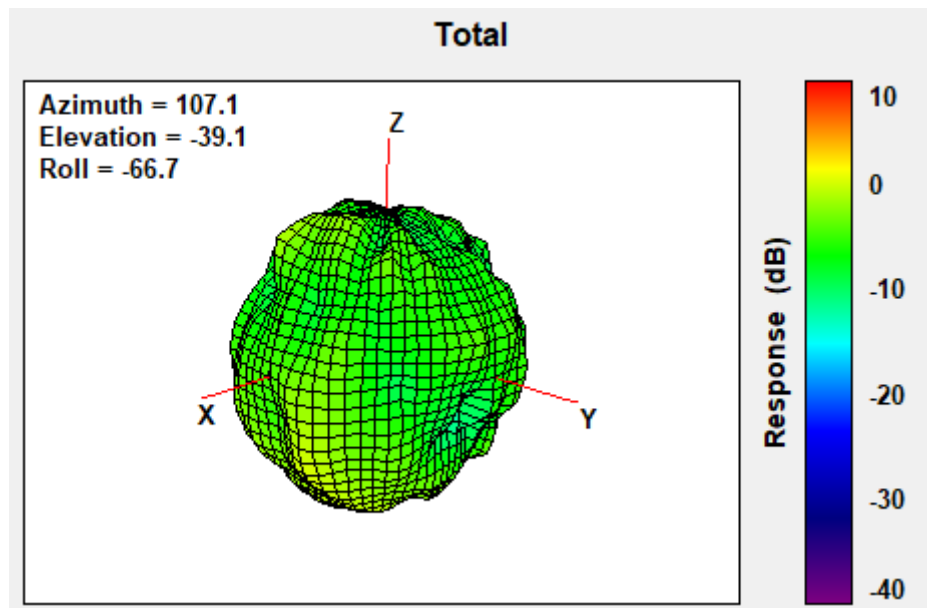 Total
Azimuth = 107.1
Elevation = -39.1
Roll = -66.7
Z
X
Y
10
0
-10
-20
-30
-40
Response (dB)